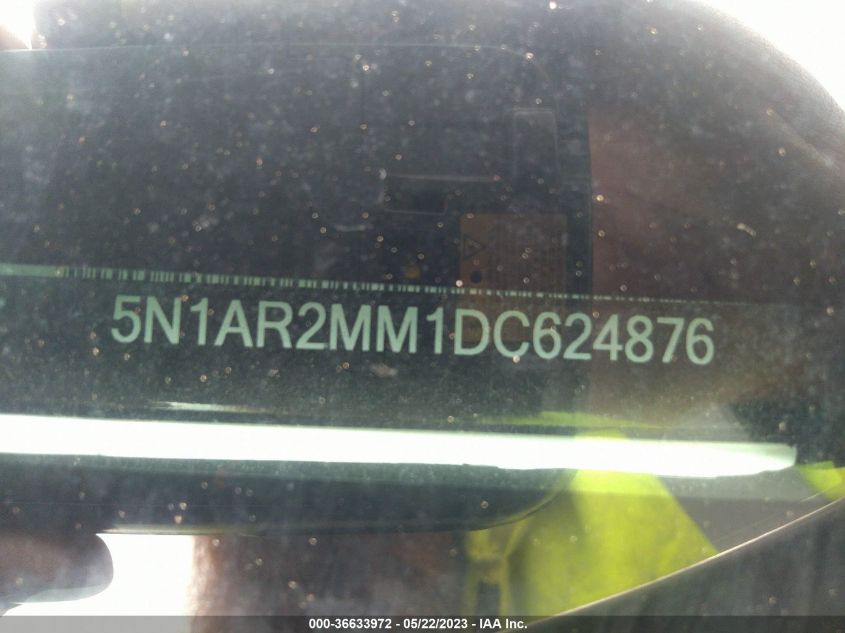 5N1AR2MM1DC624876
000-36633972 - 05/22/2023 - IAA Inc.